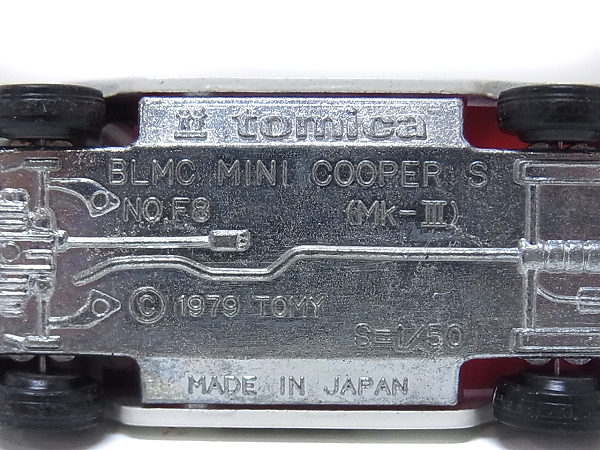 tomica
BLMC MINI COOPER S
NO.F8 (Mk-III)
© 1979 TOMY
S=1/50
MADE IN JAPAN